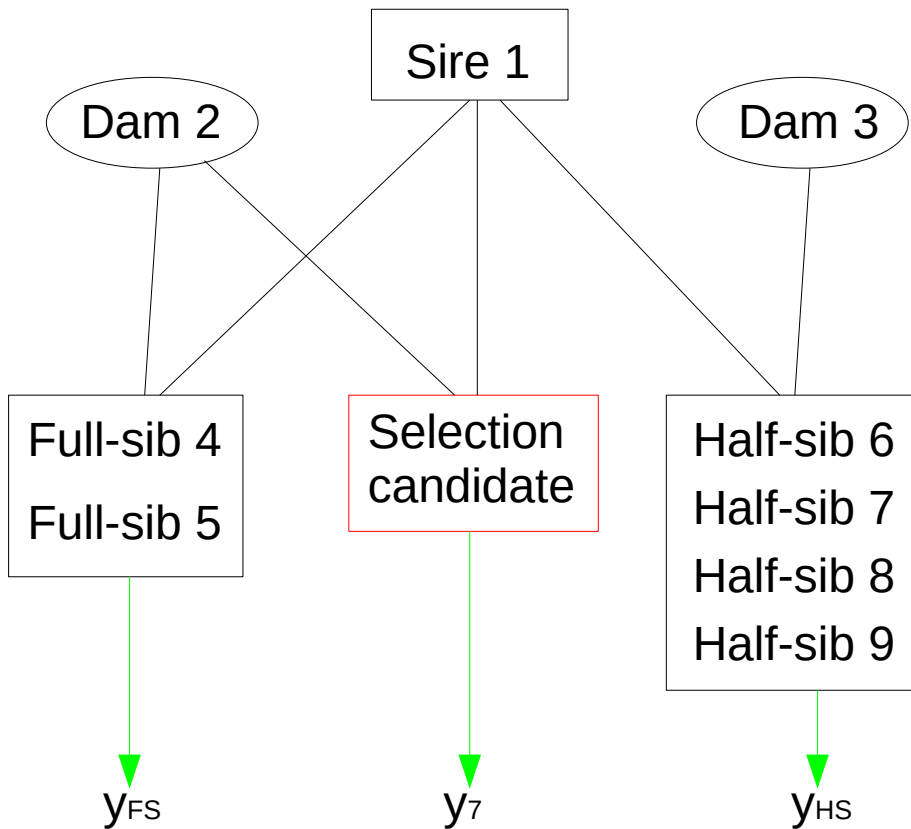 Sire 1
Dam 2
Dam 3
Full-sib 4
Full-sib 5
Selection
candidate
Half-sib 6
Half-sib 7
Half-sib 8
Half-sib 9
yFS
y7
yHS